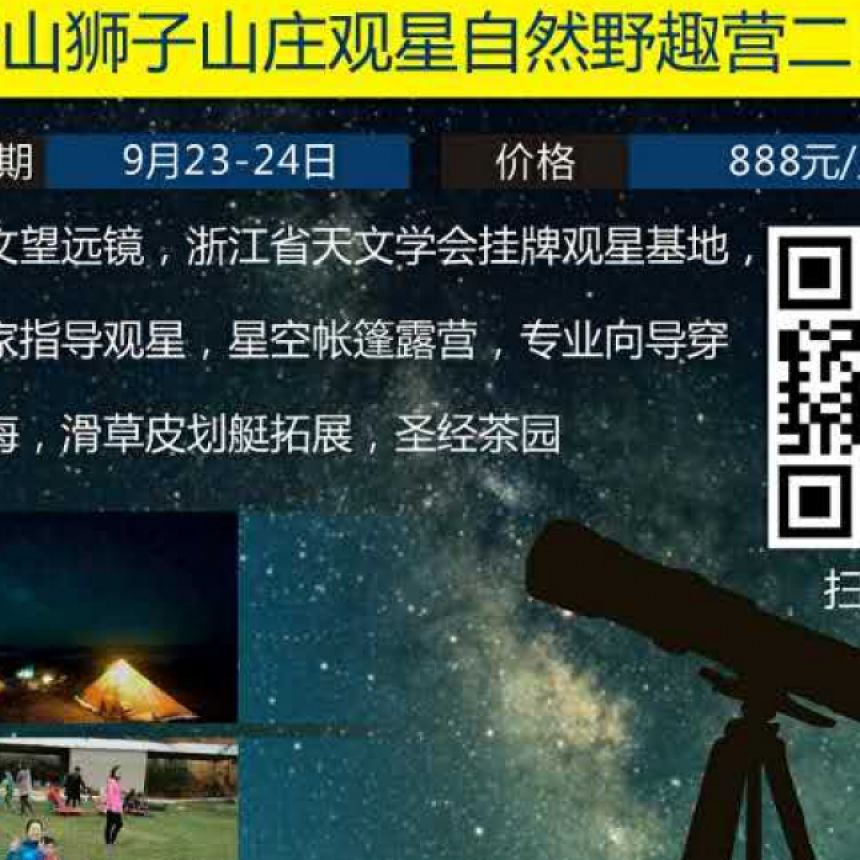 山狮子山庄观星自然野趣营二
期 9月23-24日 价格 888元/
文望远镜，浙江省天文学会挂牌观星基地，
家指导观星，星空帐篷露营，专业向导穿
海，滑草皮划艇拓展，圣经茶园
扫